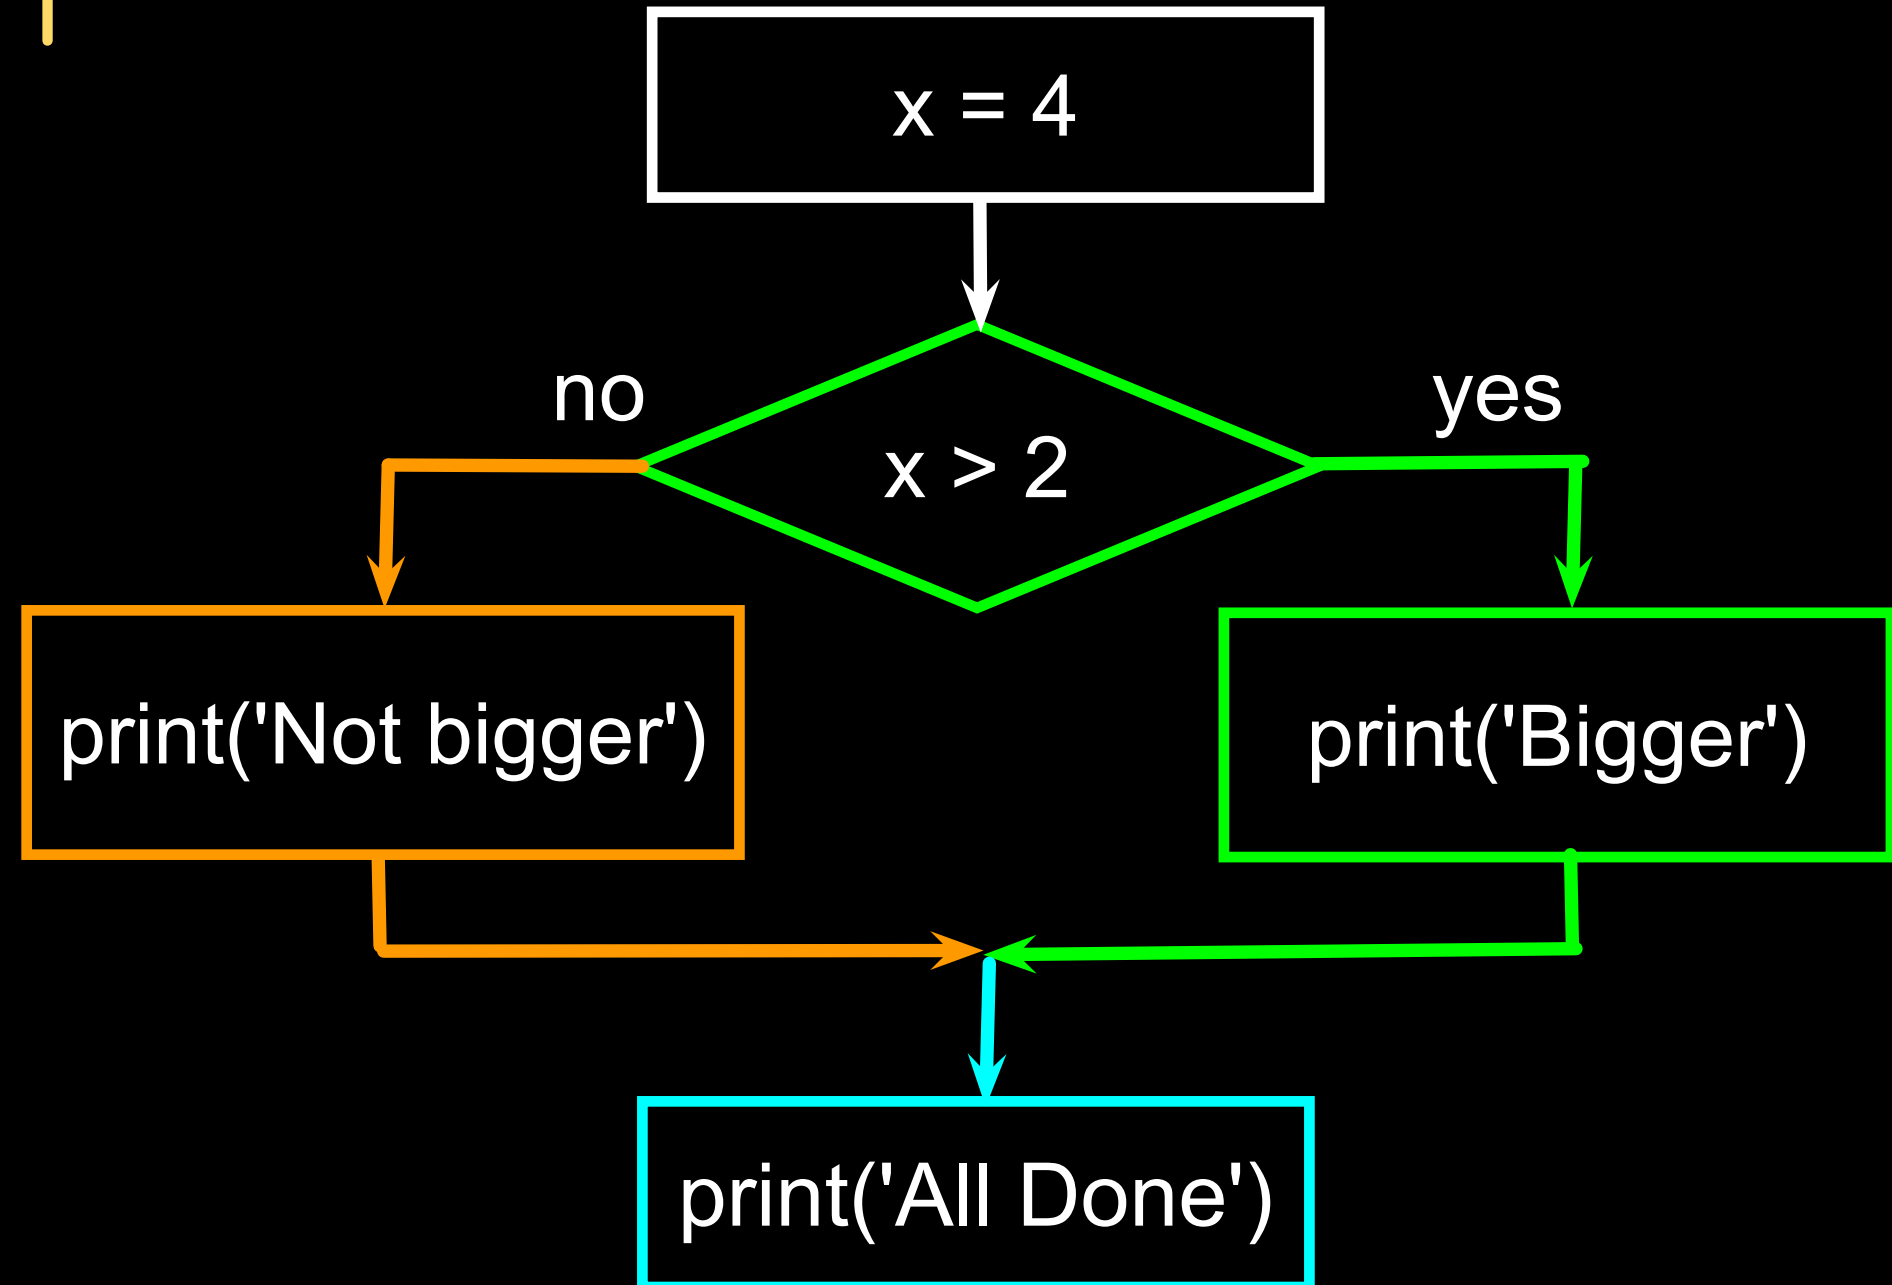 x = 4
no
yes
x > 2
print('Not bigger')
print('Bigger')
print('All Done')